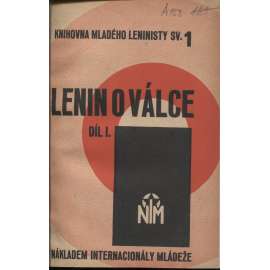 KNIHOVNA MLADÉHO LENINISTY SV. 1
LENIN O VÁLCE
DÍL I.
NIM
NÁKLADEM INTERNACIONÁLY MLÁDEŽE